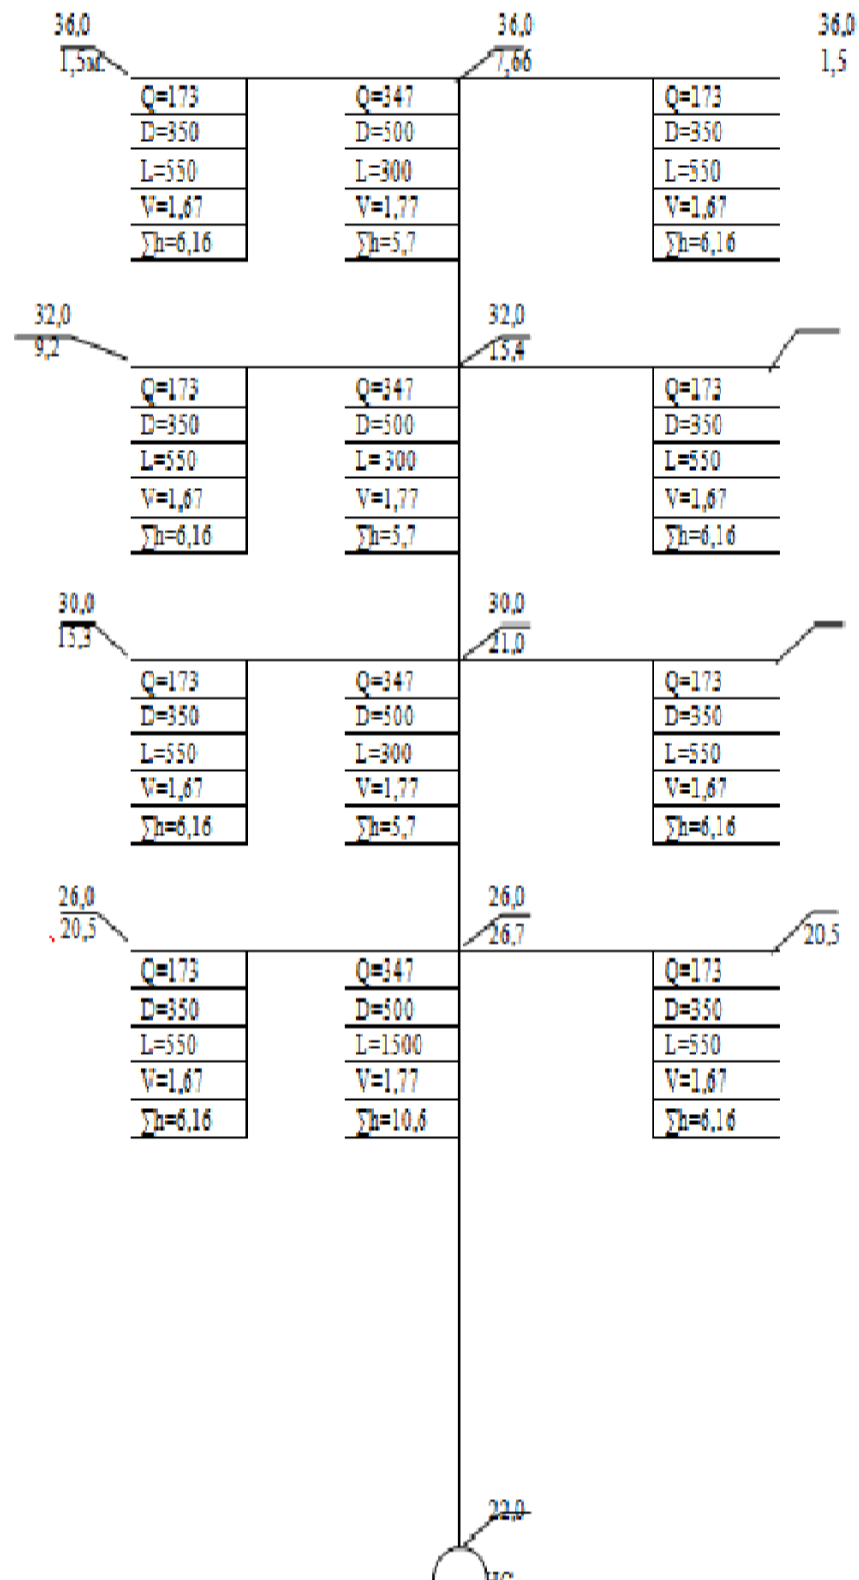 36,0 36,0 36,0
1,5м. 7,66 1,5
Q=173 Q=347 Q=173
D=350 D=500 D=350
L=550 L=300 L=550
V=1,67 V=1,77 V=1,67
∑h=6,16 ∑h=5,7 ∑h=6,16
32,0 32,0
9,2 15,4
Q=173 Q=347 Q=173
D=350 D=500 D=350
L=550 L= 300 L=550
V=1,67 V=1,77 V=1,67
∑h=6,16 ∑h=5,7 ∑h=6,16
30,0 30,0
15,3 21,0
Q=173 Q=347 Q=173
D=350 D=500 D=350
L=550 L=300 L=550
V=1,67 V=1,77 V=1,67
∑h=6,16 ∑h=5,7 ∑h=6,16
26,0 26,0
20,5 26,7 20,5
Q=173 Q=347 Q=173
D=350 D=500 D=350
L=550 L=1500 L=550
V=1,67 V=1,77 V=1,67
∑h=6,16 ∑h=10,6 ∑h=6,16
22,0